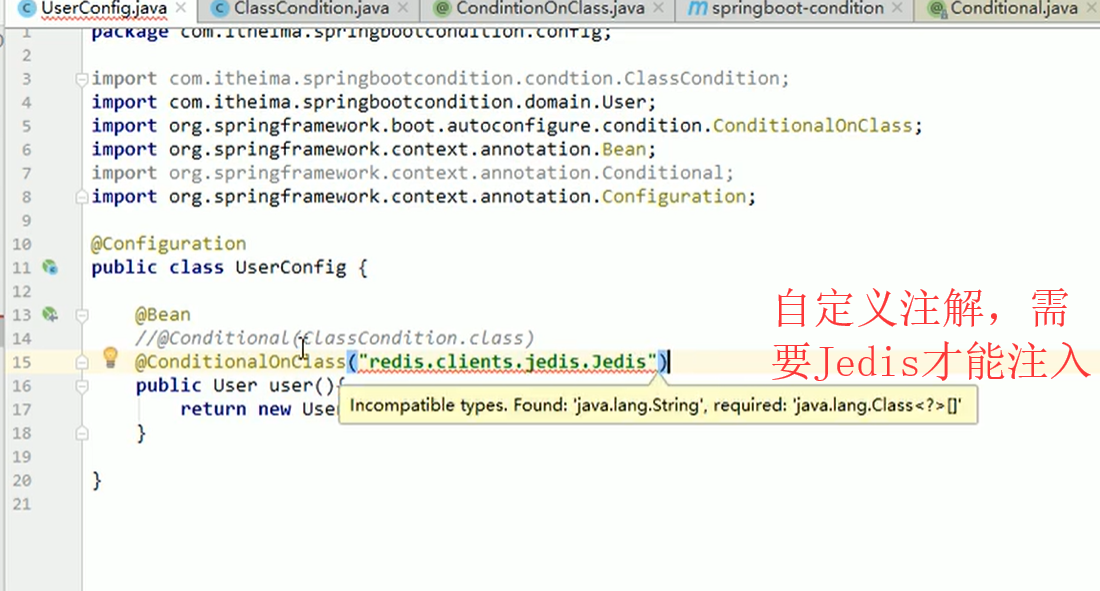 UserConfig.java × ClassCondition.java × CondintionOnClass.java × springboot-condition × Conditional.java ×
1 package com.itheima.springbootcondition.config;
2
3 import com.itheima.springbootcondition.condtion.ClassCondition;
4 import com.itheima.springbootcondition.domain.User;
5 import org.springframework.boot.autoconfigure.condition.ConditionalOnClass;
6 import org.springframework.context.annotation.Bean;
7 import org.springframework.context.annotation.Conditional;
8 import org.springframework.context.annotation.Configuration;
9
10 @Configuration
11 public class UserConfig {
12
13 @Bean
14 //@Conditional(ClassCondition.class)
15 @ConditionalOnClass("redis.clients.jedis.Jedis")
16 public User user(){
17 return new Use
Incompatible types. Found: 'java.lang.String', required: 'java.lang.Class<?>[]'
18 }
19
20 }
21
自定义注解，需
要Jedis才能注入